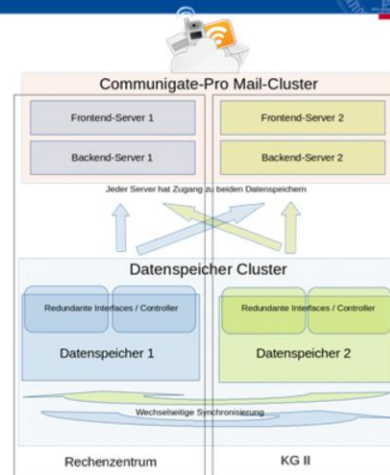 Communigate-Pro Mail-Cluster
Frontend-Server 1
Frontend-Server 2
Backend-Server 1
Backend-Server 2
Jeder Server hat Zugang zu beiden Datenspeichern
Datenspeicher Cluster
Redundante Interfaces / Controller
Redundante Interfaces / Controller
Datenspeicher 1
Datenspeicher 2
Wechselseitige Synchronisierung
Rechenzentrum
KG II